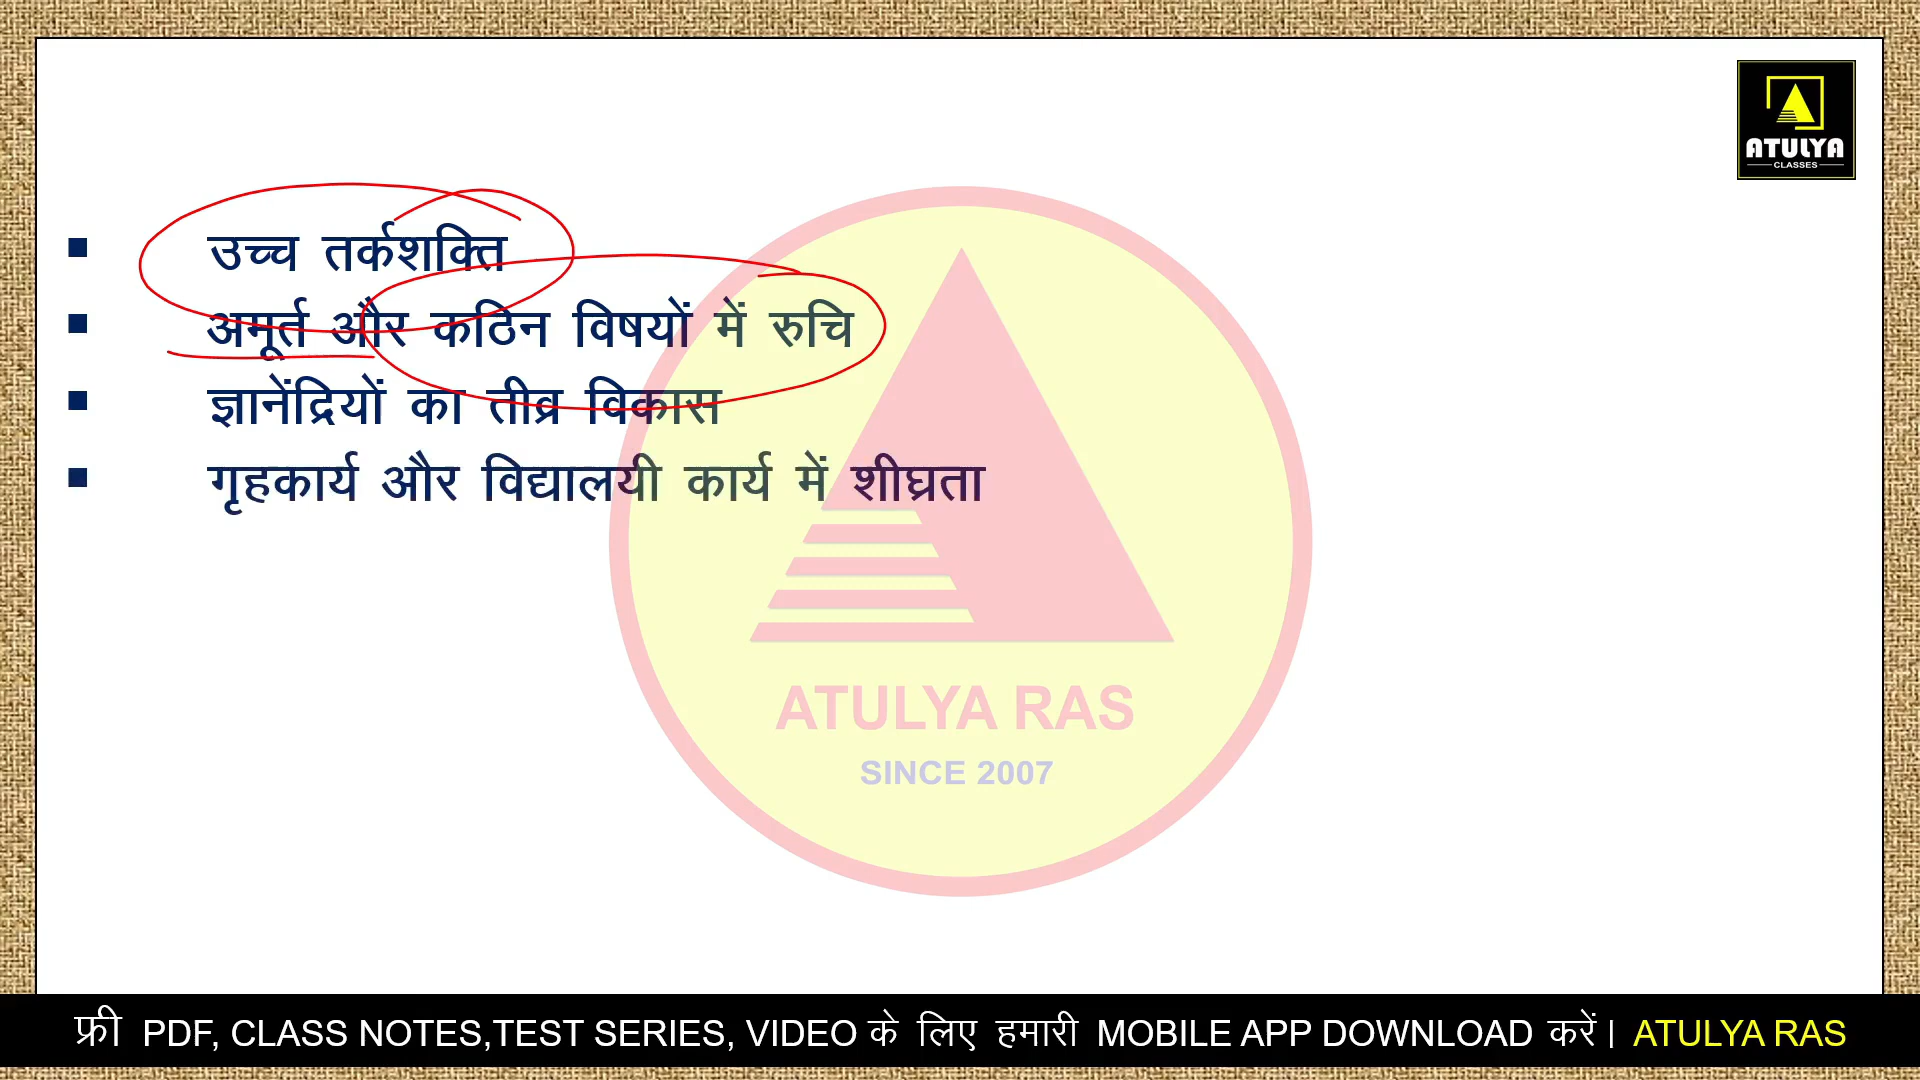 ATULYA
CLASSES
▪ उच्च तर्कशक्ति
▪ अमूर्त और कठिन विषयों में रुचि
▪ ज्ञानेंद्रियों का तीव्र विकास
▪ गृहकार्य और विद्यालयी कार्य में शीघ्रता
ATULYA RAS
SINCE 2007
फ्री PDF, CLASS NOTES,TEST SERIES, VIDEO के लिए हमारी MOBILE APP DOWNLOAD करें| ATULYA RAS